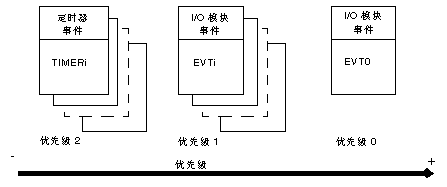 定时器
事件
TIMERi
I/O 模块
事件
EVTi
I/O 模块
事件
EVT0
优先级 2
优先级 1
优先级 0
-
优先级
+